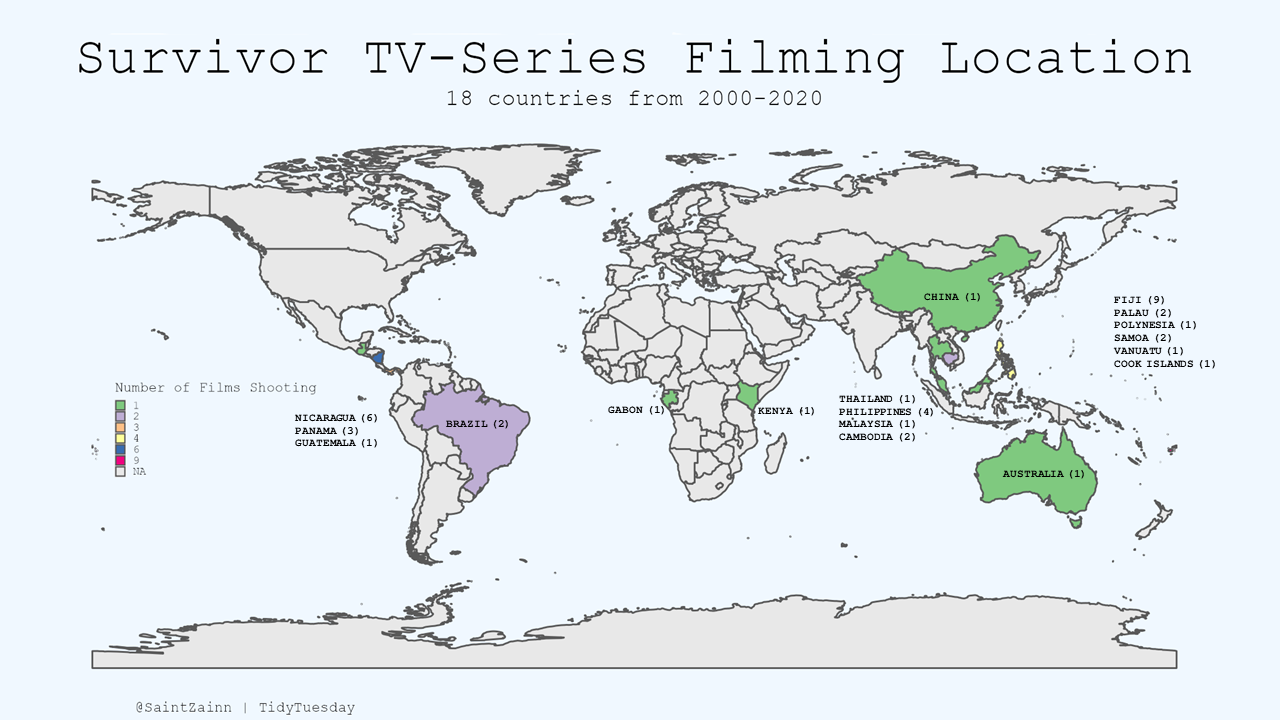 Survivor TV-Series Filming Location
18 countries from 2000-2020
CHINA (1)
FIJI (9)
PALAU (2)
POLYNESIA (1)
SAMOA (2)
VANUATU (1)
COOK ISLANDS (1)
Number of Films Shooting
1
2
3
4
6
9
NA
NICARAGUA (6)
PANAMA (3)
GUATEMALA (1)
BRAZIL (2)
GABON (1)
KENYA (1)
THAILAND (1)
PHILIPPINES (4)
MALAYSIA (1)
CAMBODIA (2)
AUSTRALIA (1)
@SaintZainn | TidyTuesday